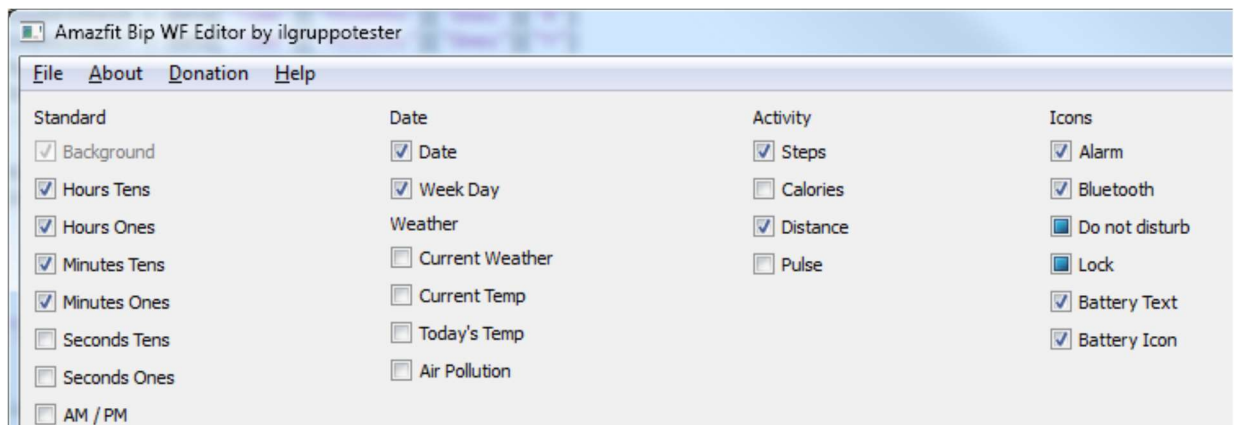 Amazfit Bip WF Editor by ilgruppotester
File About Donation Help
Standard
Background
Hours Tens
Hours Ones
Minutes Tens
Minutes Ones
Seconds Tens
Seconds Ones
AM / PM
Date
Date
Week Day
Weather
Current Weather
Current Temp
Today's Temp
Air Pollution
Activity
Steps
Calories
Distance
Pulse
Icons
Alarm
Bluetooth
Do not disturb
Lock
Battery Text
Battery Icon